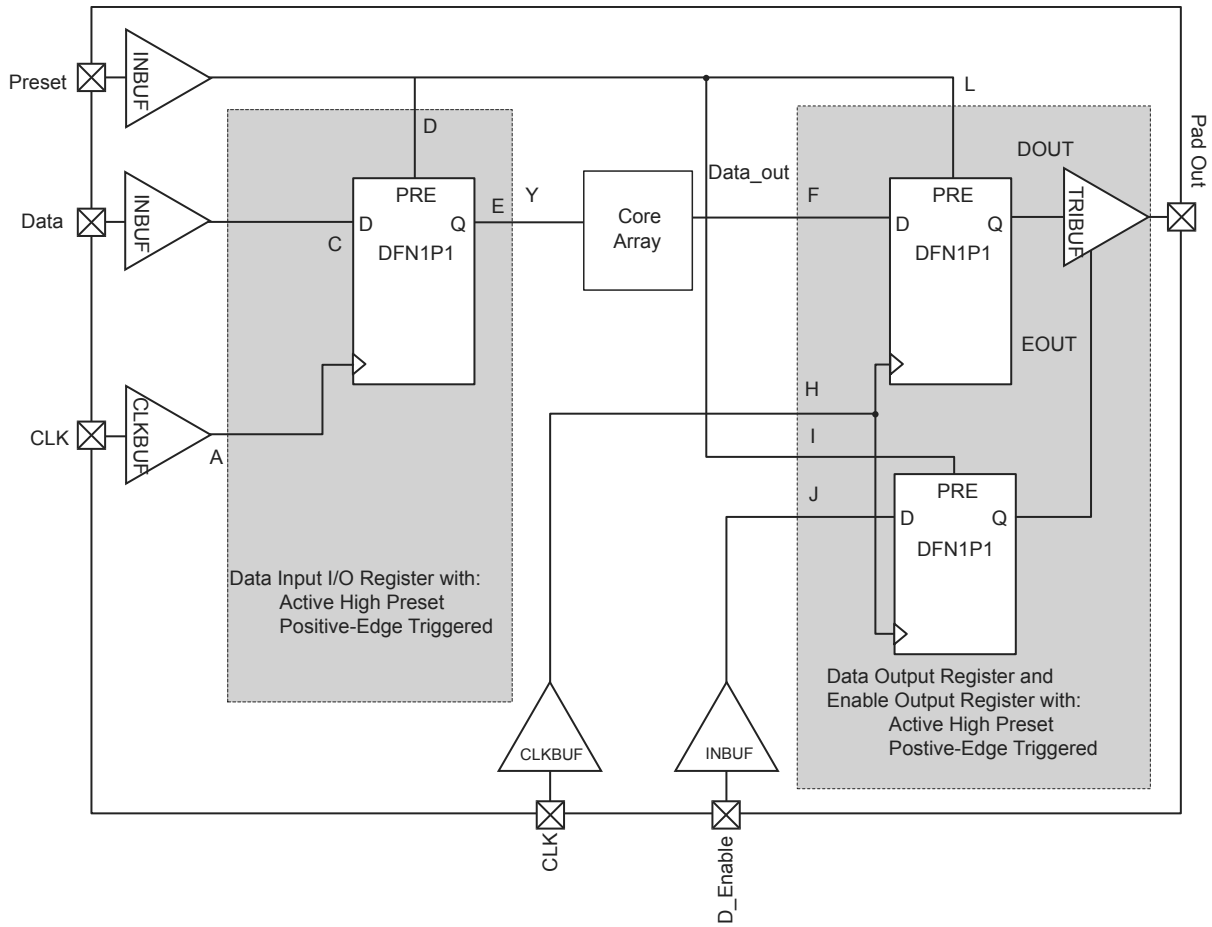 Preset
INBUF
L
D
Pad Out
PRE
PRE
DOUT
Data
INBUF
Data_out
TRIBUF
D
Q
E
Y
Core
Array
F
D
Q
C
DFN1P1
DFN1P1
EOUT
CLK
CLKBUF
A
H
I
J
PRE
D
Q
DFN1P1
Data Input I/O Register with:
Active High Preset
Positive-Edge Triggered
Data Output Register and
Enable Output Register with:
Active High Preset
Postive-Edge Triggered
CLKBUF
INBUF
CLK
D_Enable